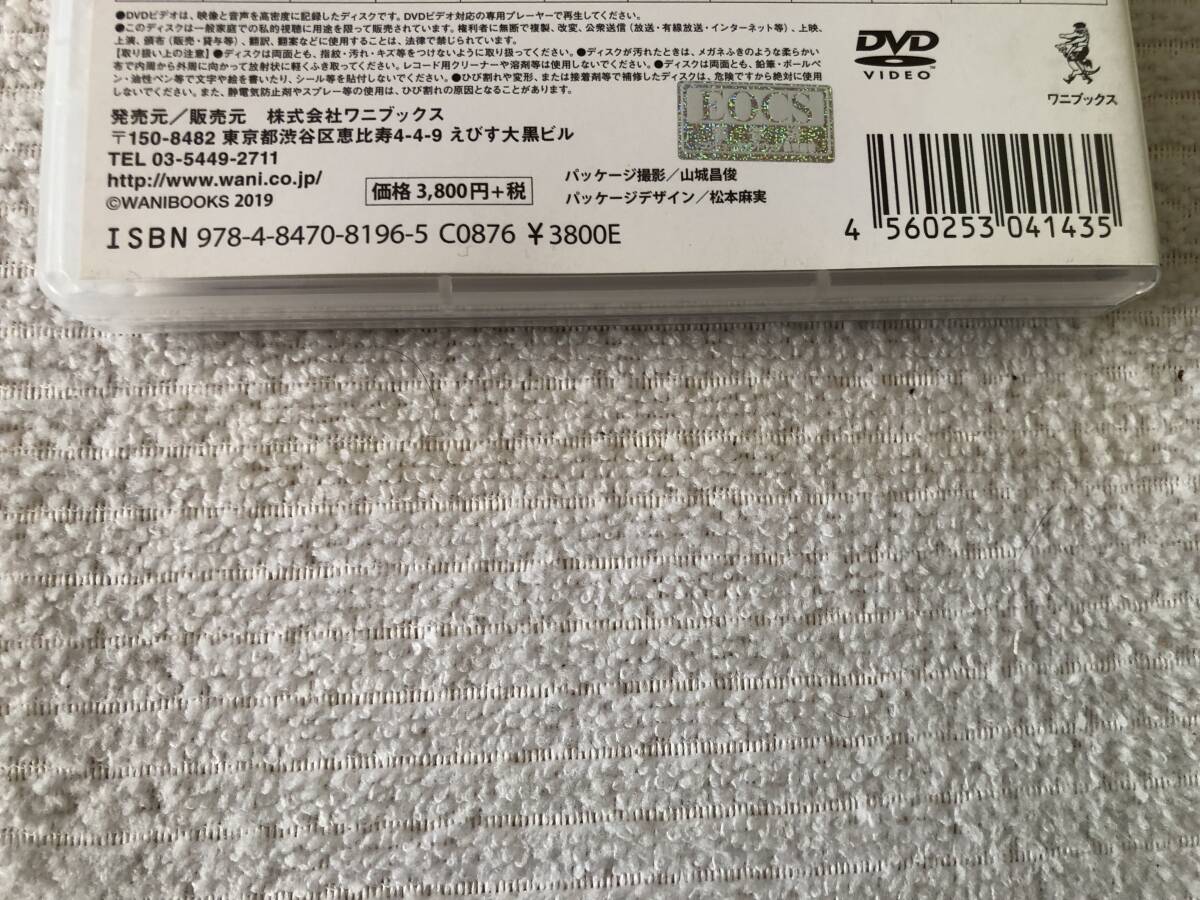 ●DVDビデオは、映像と音声を高密度に記録したディスクです。DVDビデオ対応の専用プレーヤーで再生してください。
●このディスクは一般家庭での私的視聴に用途を限って販売されています。権利者に無断で複製、改変、公衆送信(放送・有線放送・インターネット等)、上映、
上演、頒布(販売・貸与等)、翻訳、翻案などに使用することは、法律で禁じられています。
【取り扱い上の注意】●ディスクは両面とも、指紋・汚れ・キズ等をつけないように取り扱ってください。●ディスクが汚れたときは、メガネふきのような柔らかい
布で内周から外周に向かって放射状に軽くふき取ってください。レコード用クリーナーや溶剤等は使用しないでください。●ディスクは両面とも、鉛筆・ボールペ
ン・油性ペン等で文字や絵を書いたり、シール等を貼付しないでください。●ひび割れや変形、または接着剤等で補修したディスクは、危険ですから絶対に使用
しないでください。また、静電気防止剤やスプレー等の使用は、ひび割れの原因となることがあります。
発売元/販売元 株式会社ワニブックス
〒150-8482 東京都渋谷区恵比寿4-4-9 えびす大黒ビル
TEL 03-5449-2711
http://www.wani.co.jp/
©WANIBOOKS 2019
価格 3,800円+税
EOCS
パッケージ撮影/山城昌俊
パッケージデザイン/松本麻実
DVD
VIDEO
ワニブックス
ISBN 978-4-8470-8196-5 C0876 ¥3800E
4 560253 041435